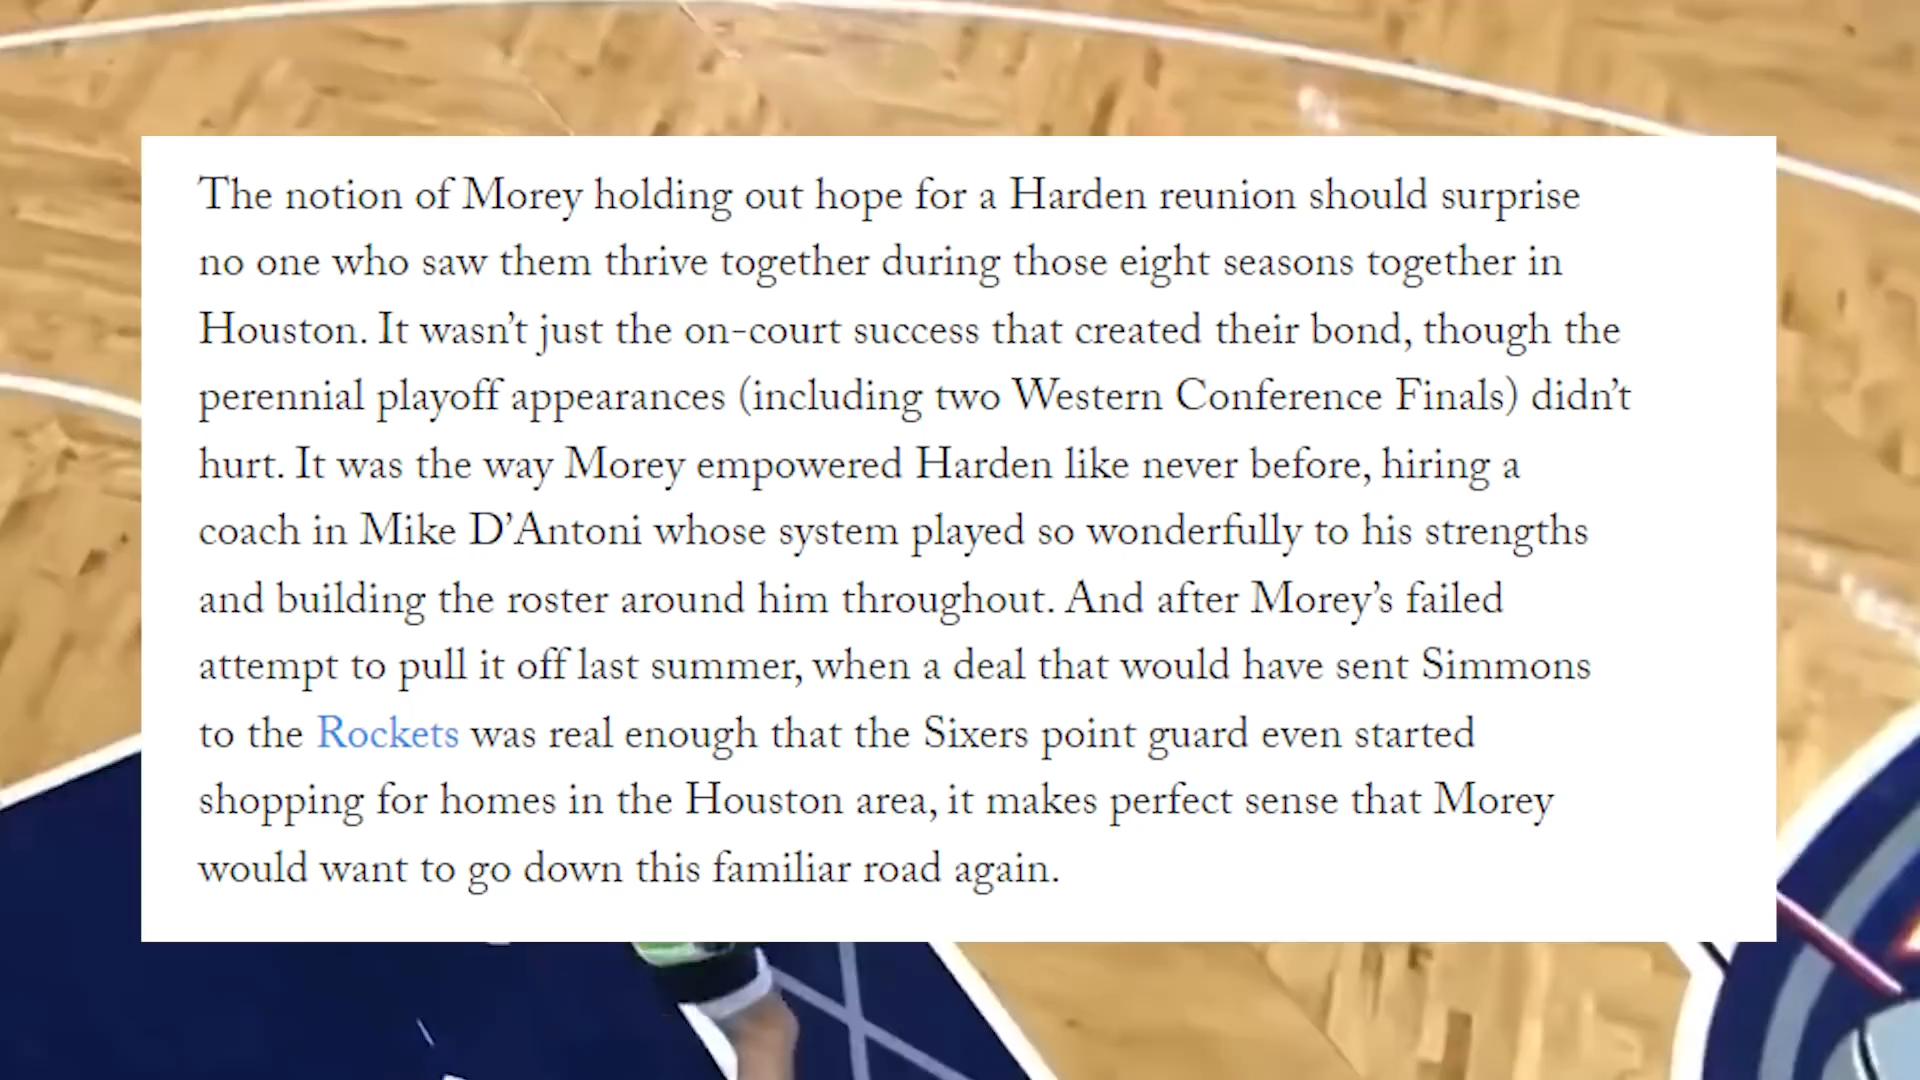 The notion of Morey holding out hope for a Harden reunion should surprise
no one who saw them thrive together during those eight seasons together in
Houston. It wasn’t just the on-court success that created their bond, though the
perennial playoff appearances (including two Western Conference Finals) didn’t
hurt. It was the way Morey empowered Harden like never before, hiring a
coach in Mike D’Antoni whose system played so wonderfully to his strengths
and building the roster around him throughout. And after Morey’s failed
attempt to pull it off last summer, when a deal that would have sent Simmons
to the Rockets was real enough that the Sixers point guard even started
shopping for homes in the Houston area, it makes perfect sense that Morey
would want to go down this familiar road again.